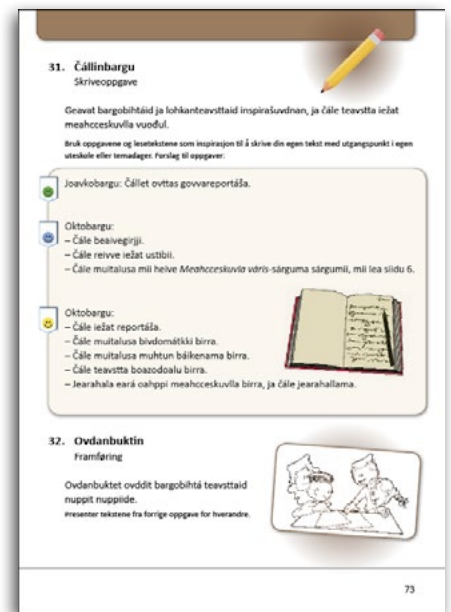 31. Čállinbargu
Skriveoppgave
Geavat bargobihtáid ja lohkanteavsttaid inspirašuvdnan, ja čále teavstta iežat
meahcceskuvlla vuođul.
Bruk oppgavene og lesetekstene som inspirasjon til å skrive din egen tekst med utgangspunkt i egen
uteskole eller temadager. Forslag til oppgaver:
Joavkobargu: Čállet ovttas govvareportáša.
Oktobargu:
– Čále beaivegirjji.
– Čále reivve iežat ustibii.
– Čále muitalusa mii heive Meahcceskuvla váris-sárguma sárgumii, mii lea siidu 6.
Oktobargu:
– Čále iežat reportáša.
– Čále muitalusa bivdomátkki birra.
– Čále muitalusa muhtun báikenama birra.
– Čále teavstta boazodoalu birra.
– Jearahala eará oahppi meahcceskuvlla birra, ja čále jearahallama.
32. Ovdanbuktin
Framføring
Ovdanbuktet ovddit bargobihtá teavsttaid
nuppit nuppiide.
Presenter tekstene fra forrige oppgave for hverandre.
73